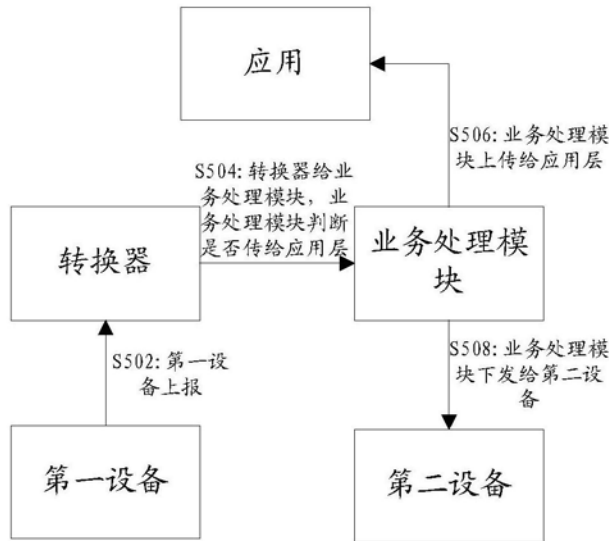 应用
S506:业务处理模
块上传给应用层
S504:转换器给业
务处理模块，业
务处理模块判断
是否传给应用层
转换器
业务处理模
块
S502:第一设
备上报
S508:业务处理模
块下发给第二设
备
第一设备
第二设备